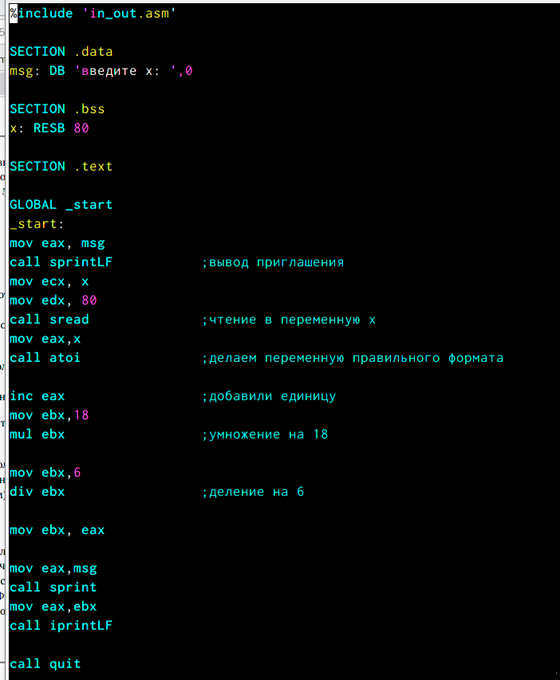 %include 'in_out.asm'
SECTION .data
msg: DB 'введите x: ',0
SECTION .bss
x: RESB 80
SECTION .text
GLOBAL _start
_start:
mov eax, msg
call sprintLF ;вывод приглашения
mov ecx, x
mov edx, 80
call sread ;чтение в переменную x
mov eax,x
call atoi ;делаем переменную правильного формата
inc eax ;добавили единицу
mov ebx,18
mul ebx ;умножение на 18
mov ebx,6
div ebx ;деление на 6
mov ebx, eax
mov eax,msg
call sprint
mov eax,ebx
call iprintLF
call quit